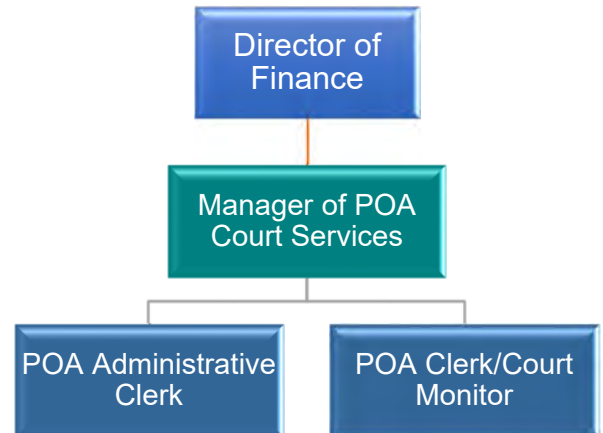 Director of
Finance
Manager of POA
Court Services
POA Administrative
Clerk
POA Clerk/Court
Monitor